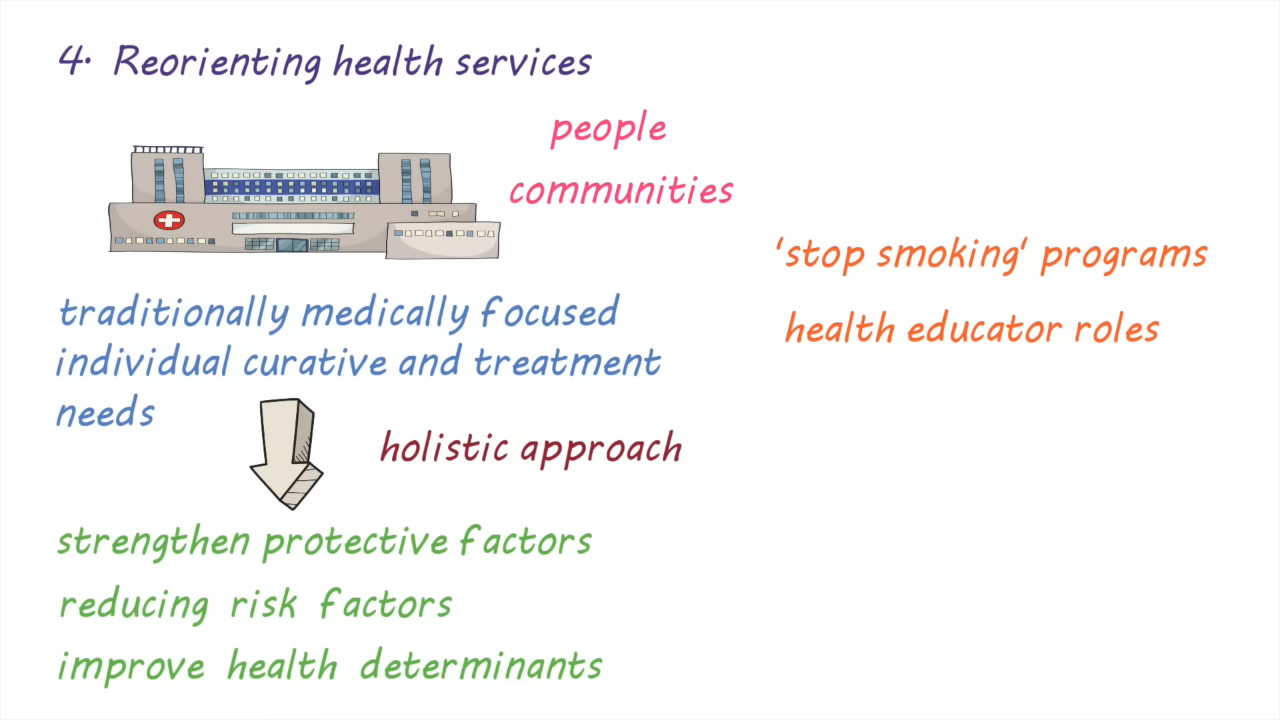 4. Reorienting health services
people
communities
'stop smoking' programs
health educator roles
traditionally medically focused
individual curative and treatment
needs
holistic approach
strengthen protective factors
reducing risk factors
improve health determinants